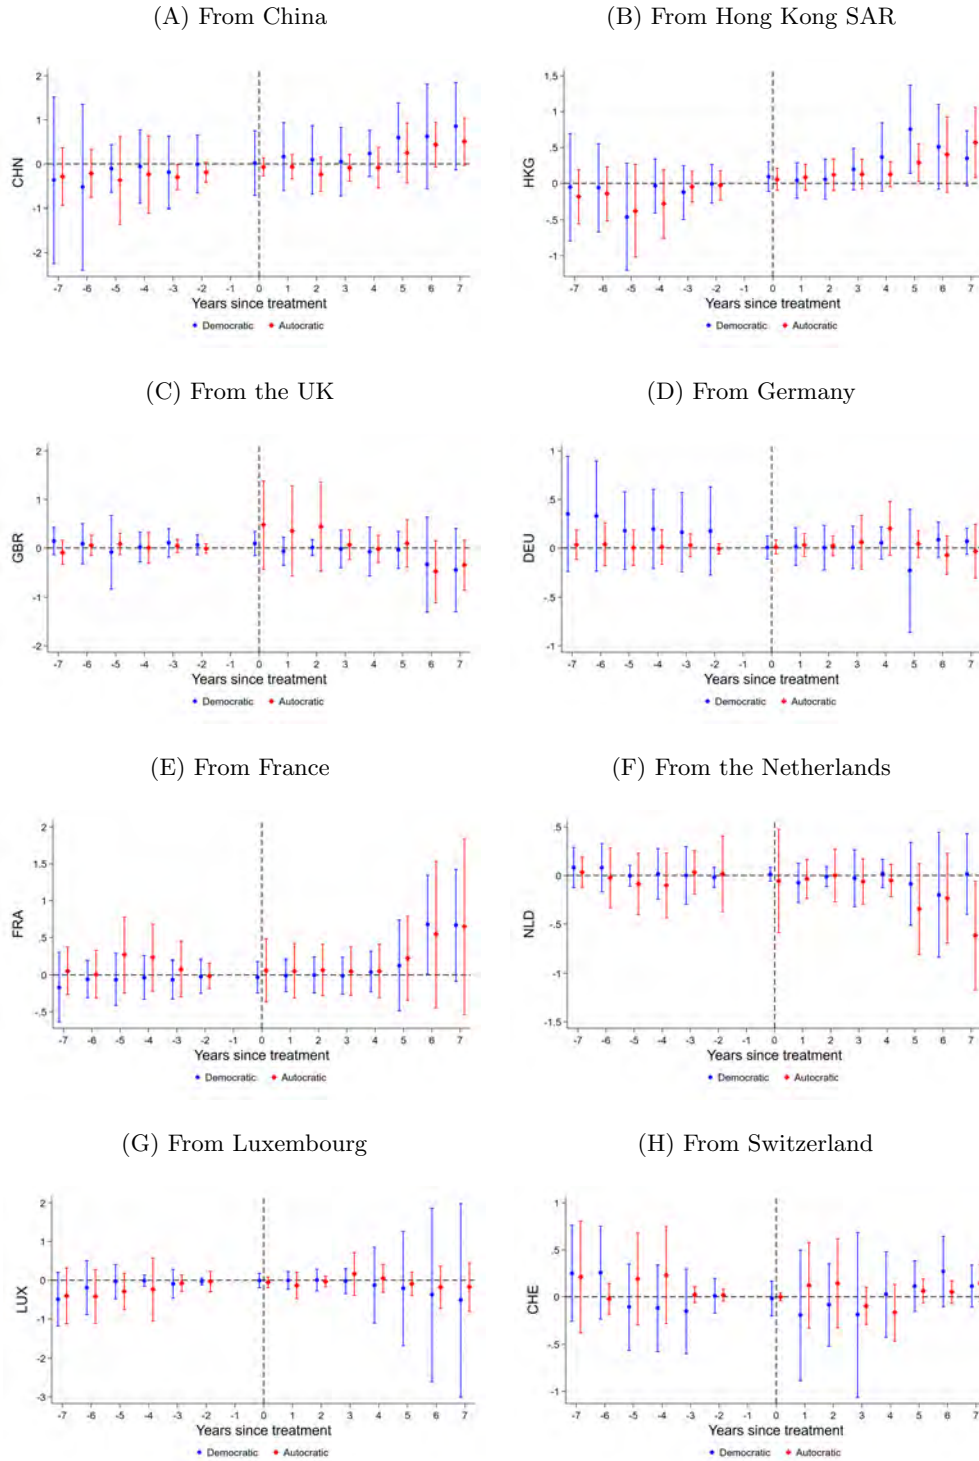 (A) From China
2
1
0
-1
-2
CHN
-7 -6 -5 -4 -3 -2 -1 0 1 2 3 4 5 6 7
Years since treatment
Democratic Autocratic
(B) From Hong Kong SAR
1.5
1
.5
0
-.5
-1
HKG
-7 -6 -5 -4 -3 -2 -1 0 1 2 3 4 5 6 7
Years since treatment
Democratic Autocratic
(C) From the UK
2
1
0
-1
-2
GBR
-7 -6 -5 -4 -3 -2 -1 0 1 2 3 4 5 6 7
Years since treatment
Democratic Autocratic
(D) From Germany
1
.5
0
-.5
-1
DEU
-7 -6 -5 -4 -3 -2 -1 0 1 2 3 4 5 6 7
Years since treatment
Democratic Autocratic
(E) From France
2
1.5
1
.5
0
-.5
FRA
-7 -6 -5 -4 -3 -2 -1 0 1 2 3 4 5 6 7
Years since treatment
Democratic Autocratic
(F) From the Netherlands
.5
0
-.5
-1
-1.5
NLD
-7 -6 -5 -4 -3 -2 -1 0 1 2 3 4 5 6 7
Years since treatment
Democratic Autocratic
(G) From Luxembourg
2
1
0
-1
-2
-3
LUX
-7 -6 -5 -4 -3 -2 -1 0 1 2 3 4 5 6 7
Years since treatment
Democratic Autocratic
(H) From Switzerland
1
.5
0
-.5
-1
CHE
-7 -6 -5 -4 -3 -2 -1 0 1 2 3 4 5 6 7
Years since treatment
Democratic Autocratic